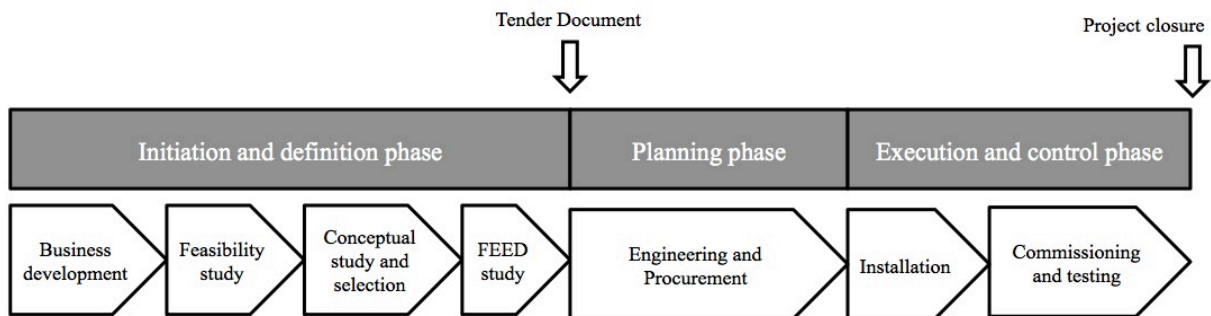 Tender Document
Project closure
Initiation and definition phase
Planning phase
Execution and control phase
Business
development
Feasibility
study
Conceptual
study and
selection
FEED
study
Engineering and
Procurement
Installation
Commissioning
and testing